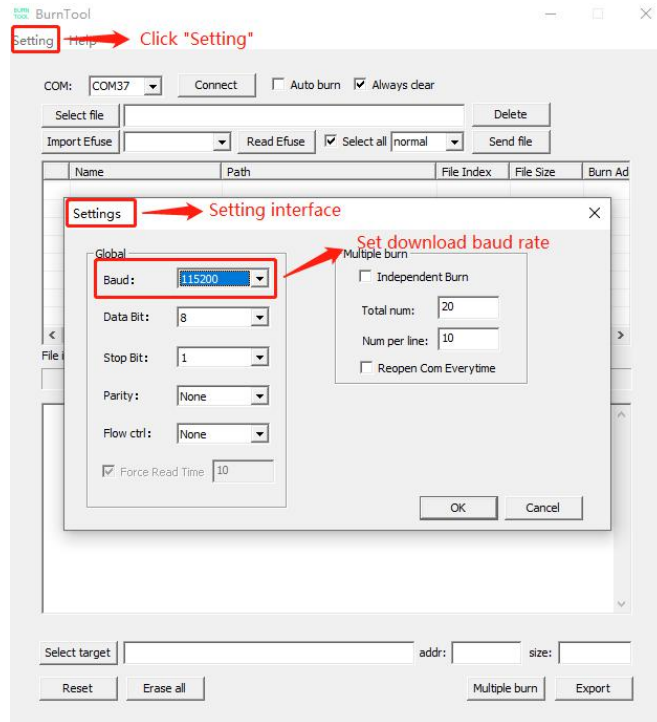 BURN TOOL BurnTool
Setting Help Click "Setting"
COM: COM37 Connect Auto burn Always clear
Select file Delete
Import Efuse Read Efuse Select all normal Send file
Name Path File Index File Size Burn Ad
Settings Setting interface
Set download baud rate
Global Multiple burn
Baud: 115200 Independent Burn
Data Bit: 8 Total num: 20
Num per line: 10
File i Stop Bit: 1
Reopen Com Everytime
Parity: None
Flow ctrl: None
Force Read Time 10
OK Cancel
Select target addr: size:
Reset Erase all Multiple burn Export